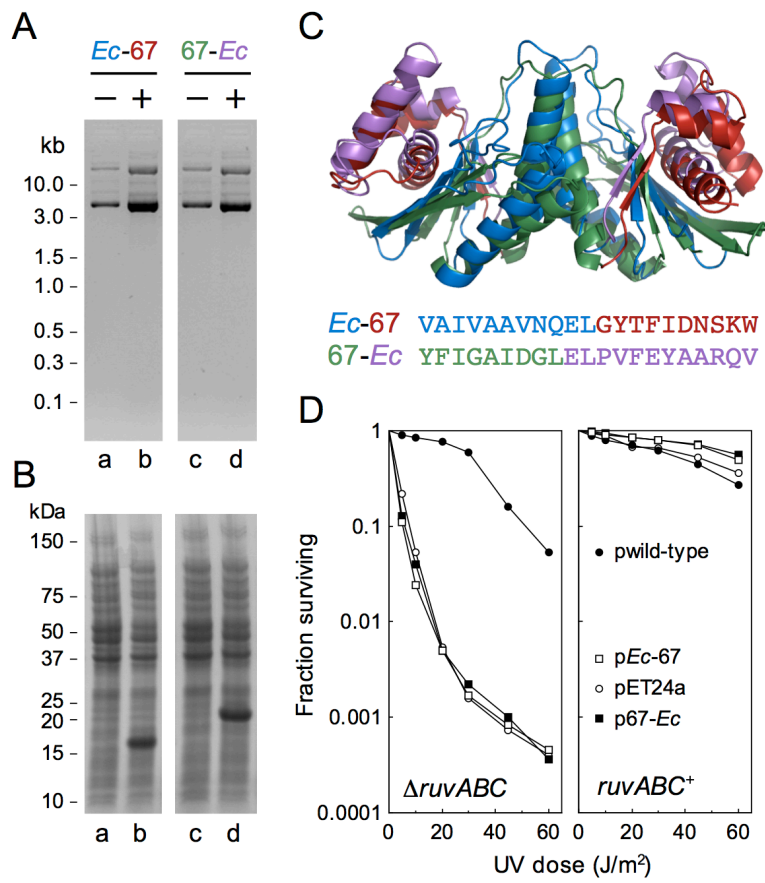 A
Ec-67 67-Ec
− + − +
kb
10.0
3.0
1.5
1.0
0.5
0.3
0.1
a b c d
B
kDa
150
75
50
37
25
20
15
10
a b c d
C
Ec-67 VAIVAAVNQELGYTFIDNSKW
67-Ec YFIGAIDGLELPVFEYAARQV
D
Fraction surviving
1
0.1
0.01
0.001
0.0001
ΔruvABC
0 20 40 60
pwild-type
pEc-67
pET24a
p67-Ec
ruvABC⁺
0 20 40 60
UV dose (J/m²)